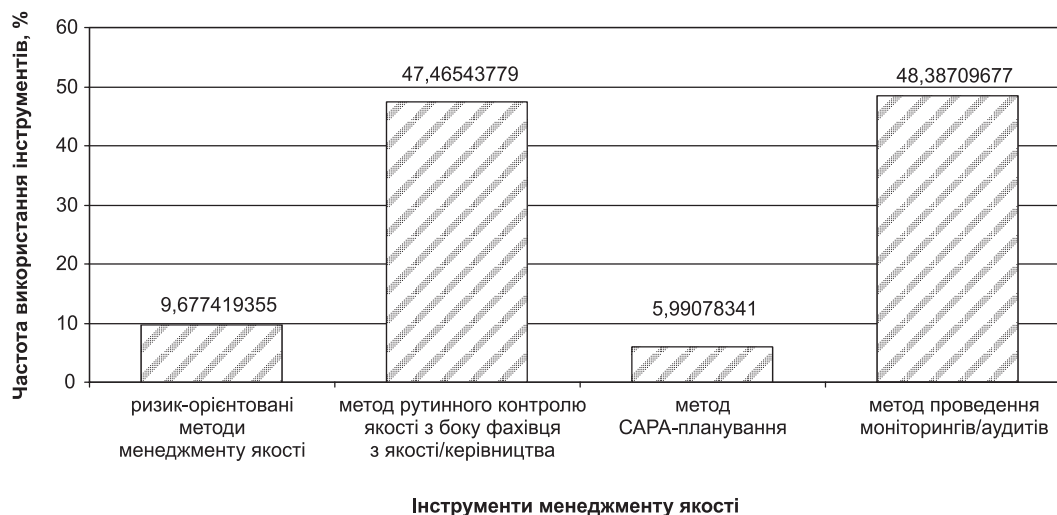 Частота використання інструментів, %
60
50
40
30
20
10
0
9,677419355
47,46543779
5,99078341
48,38709677
ризик-орієнтовані
методи
менеджменту якості
метод рутинного контролю
якості з боку фахівця
з якості/керівництва
метод
САРА-планування
метод проведення
моніторингів/аудитів
Інструменти менеджменту якості